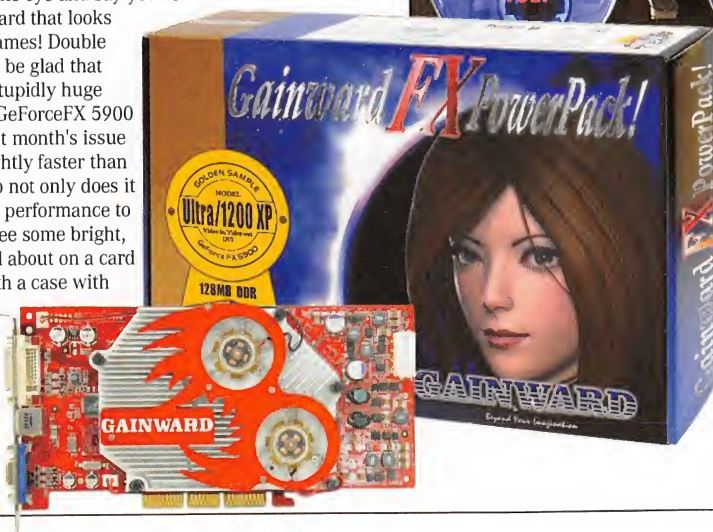 ard that looks
ames! Double
be glad that
tupidly huge
GeForceFX 5900
t month's issue
htly faster than
o not only does it
performance to
ee some bright,
l about on a card
th a case with
Gainward FX PowerPack!
GOLDEN SAMPLE
MODEL
Ultra/1200 XP
Video-in, Video-out
DVI
GeForce FX5900
128MB DDR
GAINWARD
Beyond Your Imagination
Gainward FX PowerPack!
GAINWARD